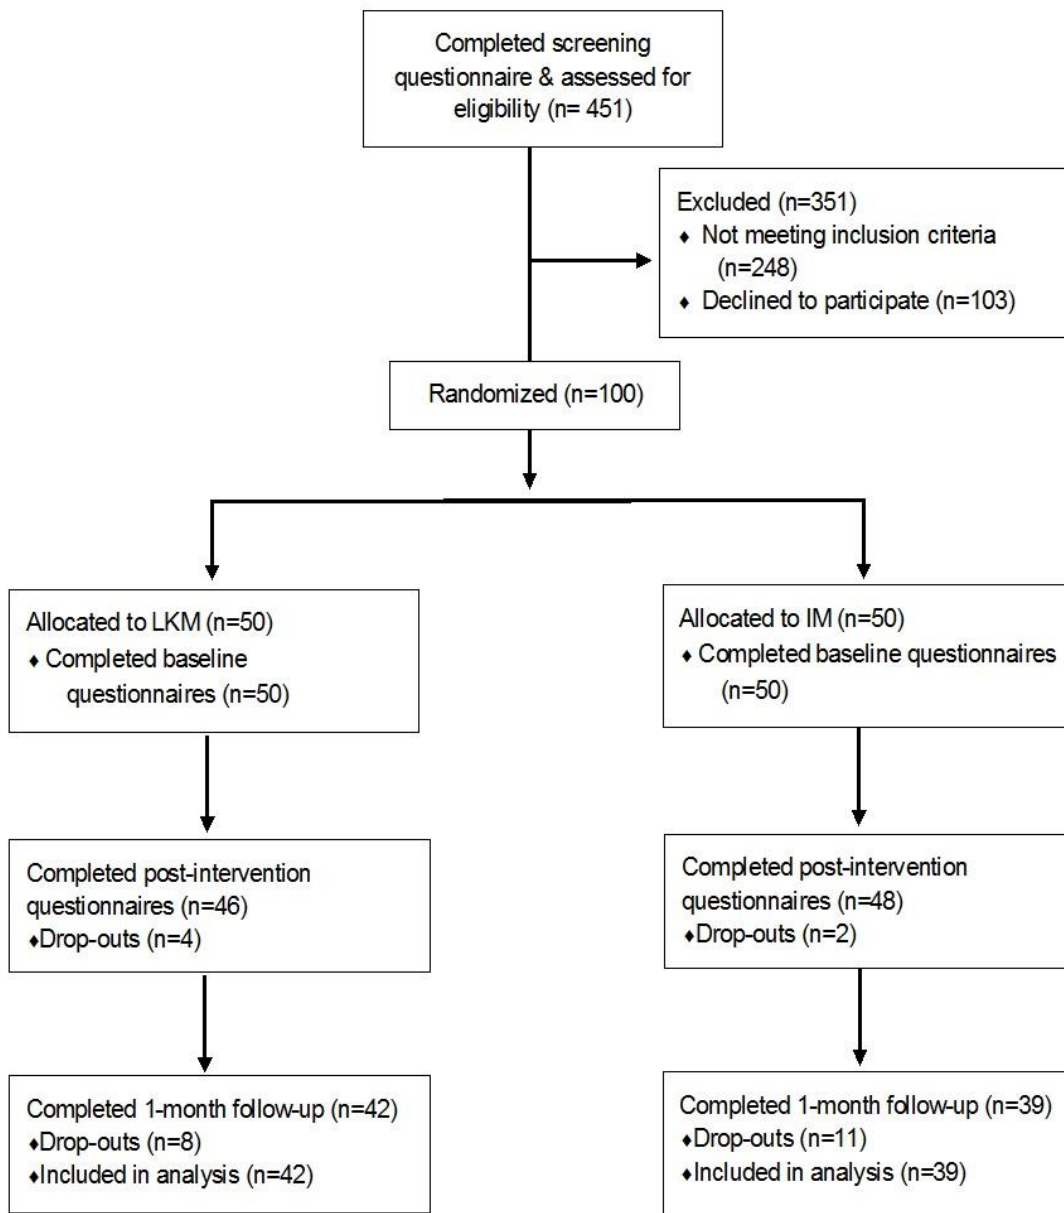 Completed screening
questionnaire & assessed for
eligibility (n= 451)
Excluded (n=351)
♦ Not meeting inclusion criteria
(n=248)
♦ Declined to participate (n=103)
Randomized (n=100)
Allocated to LKM (n=50)
♦ Completed baseline
questionnaires (n=50)
Allocated to IM (n=50)
♦ Completed baseline questionnaires
(n=50)
Completed post-intervention
questionnaires (n=46)
♦Drop-outs (n=4)
Completed post-intervention
questionnaires (n=48)
♦Drop-outs (n=2)
Completed 1-month follow-up (n=42)
♦Drop-outs (n=8)
♦Included in analysis (n=42)
Completed 1-month follow-up (n=39)
♦Drop-outs (n=11)
♦Included in analysis (n=39)